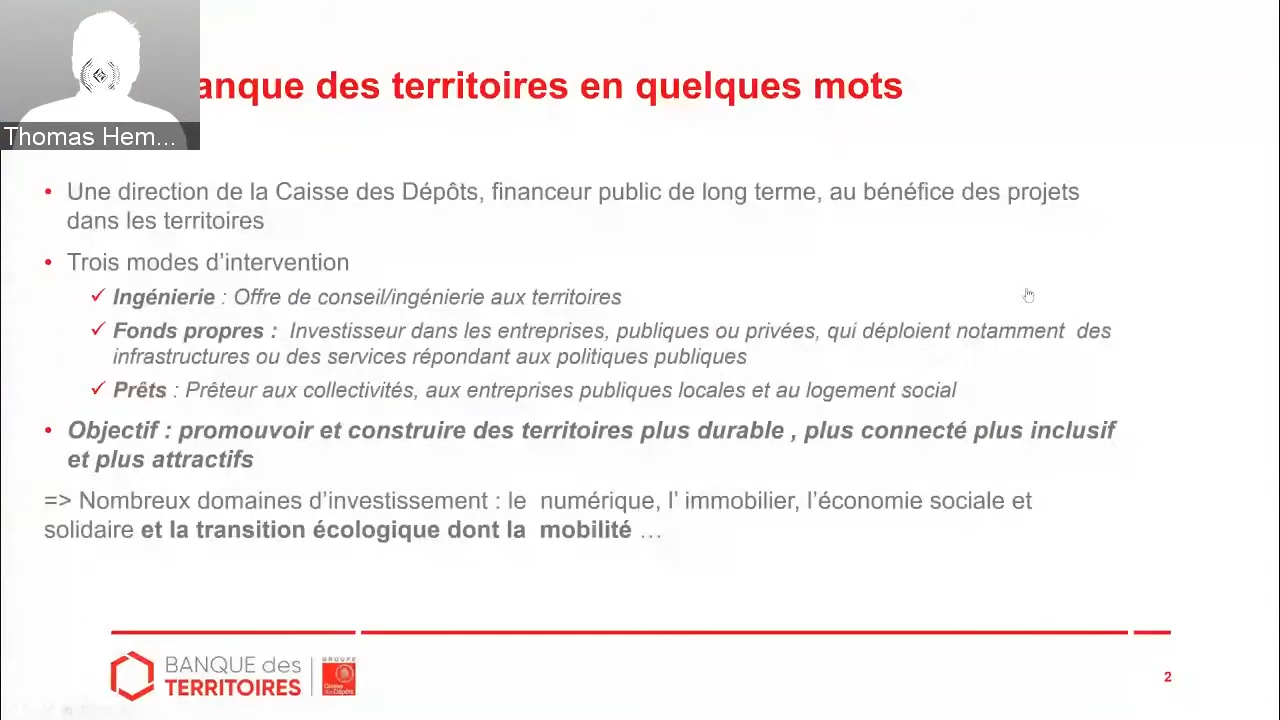 anque des territoires en quelques mots
Thomas Hem...
• Une direction de la Caisse des Dépôts, financeur public de long terme, au bénéfice des projets
dans les territoires
• Trois modes d’intervention
✓ Ingénierie : Offre de conseil/ingénierie aux territoires
✓ Fonds propres : Investisseur dans les entreprises, publiques ou privées, qui déploient notamment des
infrastructures ou des services répondant aux politiques publiques
✓ Prêts : Prêteur aux collectivités, aux entreprises publiques locales et au logement social
• Objectif : promouvoir et construire des territoires plus durable , plus connecté plus inclusif
et plus attractifs
=> Nombreux domaines d’investissement : le numérique, l’ immobilier, l’économie sociale et
solidaire et la transition écologique dont la mobilité …
BANQUE des
TERRITOIRES
GROUPE
Caisse
des Dépôts
2